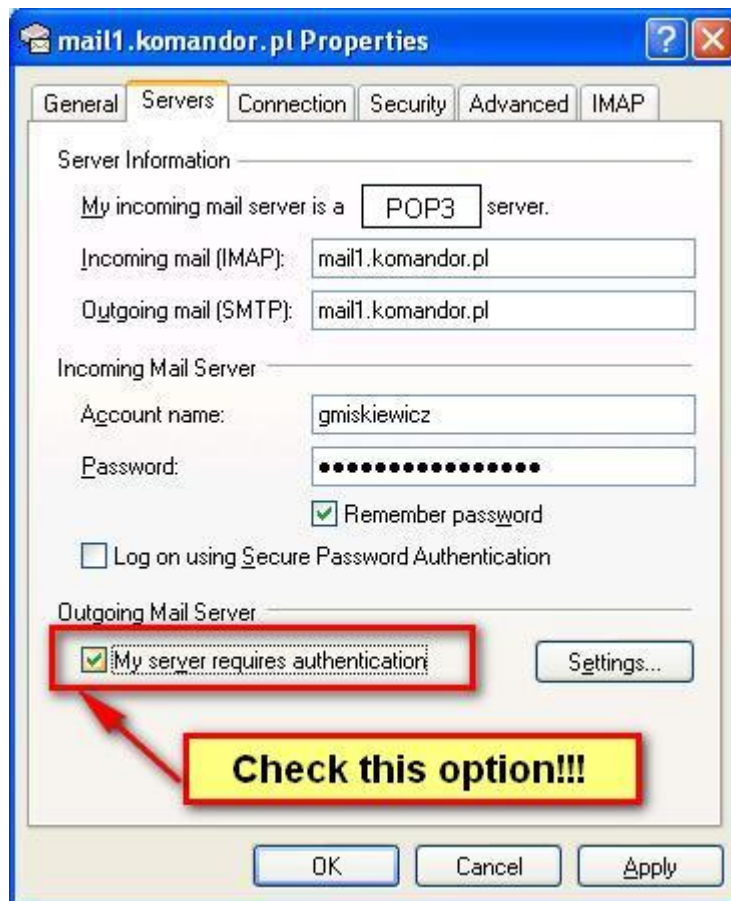 mail1.komandor.pl Properties
General Servers Connection Security Advanced IMAP
Server Information
My incoming mail server is a POP3 server.
Incoming mail (IMAP): mail1.komandor.pl
Outgoing mail (SMTP): mail1.komandor.pl
Incoming Mail Server
Account name: gmiskiewicz
Password: ●●●●●●●●●●●●●●●●
Remember password
Log on using Secure Password Authentication
Outgoing Mail Server
My server requires authentication Settings...
Check this option!!!
OK Cancel Apply